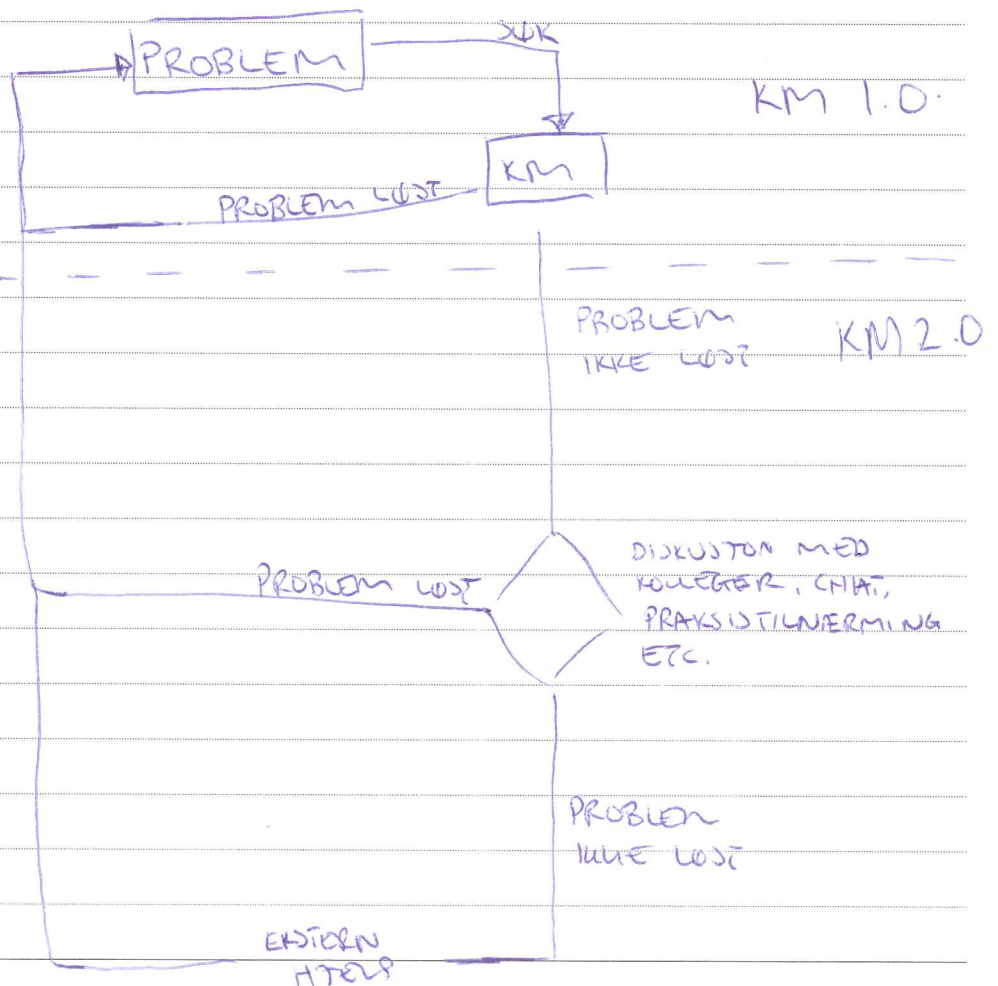 PROBLEM
SØK
KM 1.0.
KM
PROBLEM LØST
PROBLEM
IKKE LØST
KM 2.0
PROBLEM LØST
DISKUSJON MED
KOLLEGER, CHAT,
PRAKSISTILNÆRMING
ETC.
PROBLEM
IKKE LØST
EKSTERN
HJELP